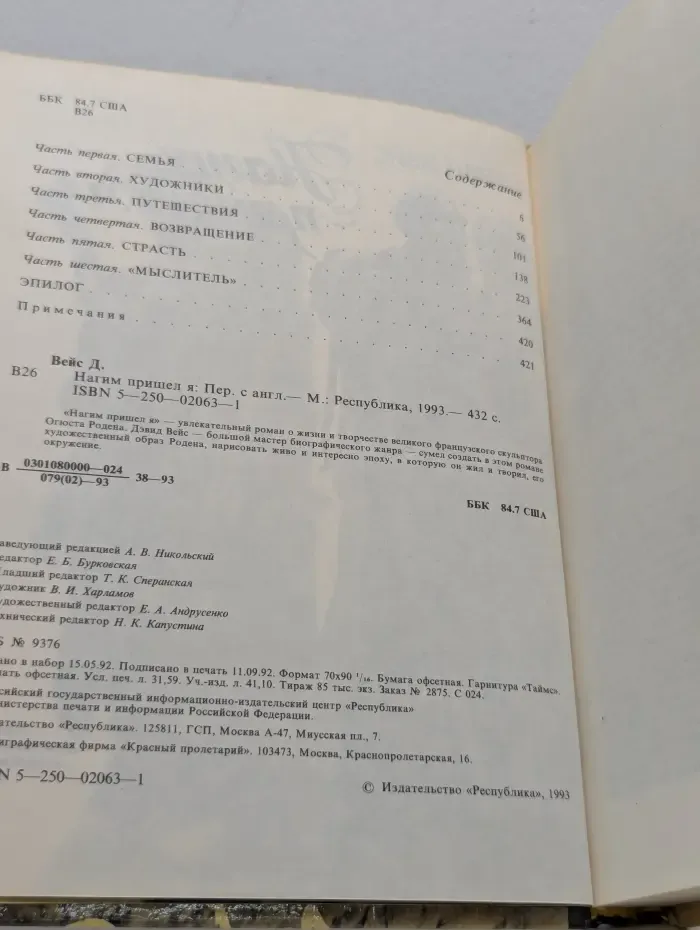 ББК 84.7 США
В26
Содержание
Часть первая. СЕМЬЯ . . . 6
Часть вторая. ХУДОЖНИКИ . . . 56
Часть третья. ПУТЕШЕСТВИЯ . . . 101
Часть четвертая. ВОЗВРАЩЕНИЕ . . . 138
Часть пятая. СТРАСТЬ . . . 223
Часть шестая. «МЫСЛИТЕЛЬ» . . . 364
ЭПИЛОГ . . . 420
Примечания . . . 421
Вейс Д.
В26 Нагим пришел я: Пер. с англ.— М.: Республика, 1993.— 432 с.
ISBN 5—250—02063—1
«Нагим пришел я» — увлекательный роман о жизни и творчестве великого французского скульптора
Огюста Родена. Дэвид Вейс — большой мастер биографического жанра — сумел создать в этом романе
художественный образ Родена, нарисовать живо и интересно эпоху, в которую он жил и творил, его
окружение.
В 0301080000—024
079(02)—93 38—93
ББК 84.7 США
аведующий редакцией А. В. Никольский
едактор Е. Б. Бурковская
ладший редактор Т. К. Сперанская
удожник В. И. Харламов
удожественный редактор Е. А. Андрусенко
хнический редактор Н. К. Капустина
Б № 9376
ано в набор 15.05.92. Подписано в печать 11.09.92. Формат 70х90 1/16. Бумага офсетная. Гарнитура «Таймс».
ать офсетная. Усл. печ. л. 31,59. Уч.-изд. л. 41,10. Тираж 85 тыс. экз. Заказ № 2875. С 024.
сийский государственный информационно-издательский центр «Республика»
нистерства печати и информации Российской Федерации.
ательство «Республика». 125811, ГСП, Москва А-47, Миусская пл., 7.
играфическая фирма «Красный пролетарий». 103473, Москва, Краснопролетарская, 16.
N 5—250—02063—1
© Издательство «Республика», 1993